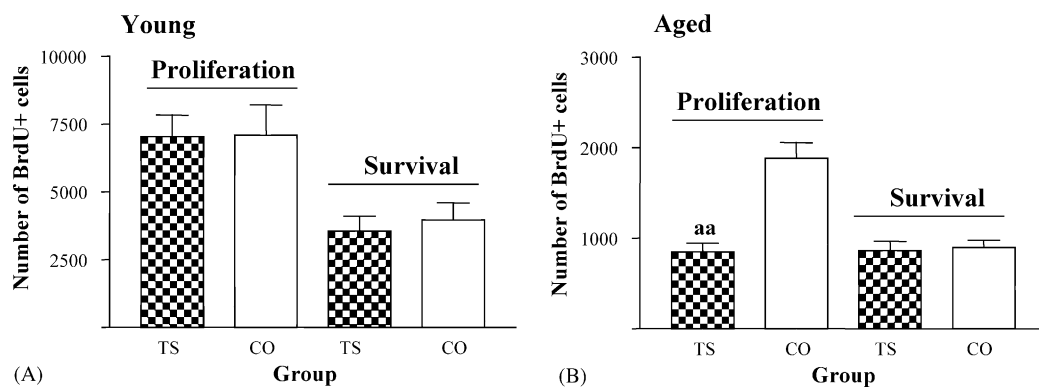 Young
10000
7500
5000
2500
Number of BrdU+ cells
Proliferation
Survival
TS CO TS CO
Group
(A)
Aged
3000
2000
1000
Number of BrdU+ cells
Proliferation
Survival
aa
TS CO TS CO
Group
(B)